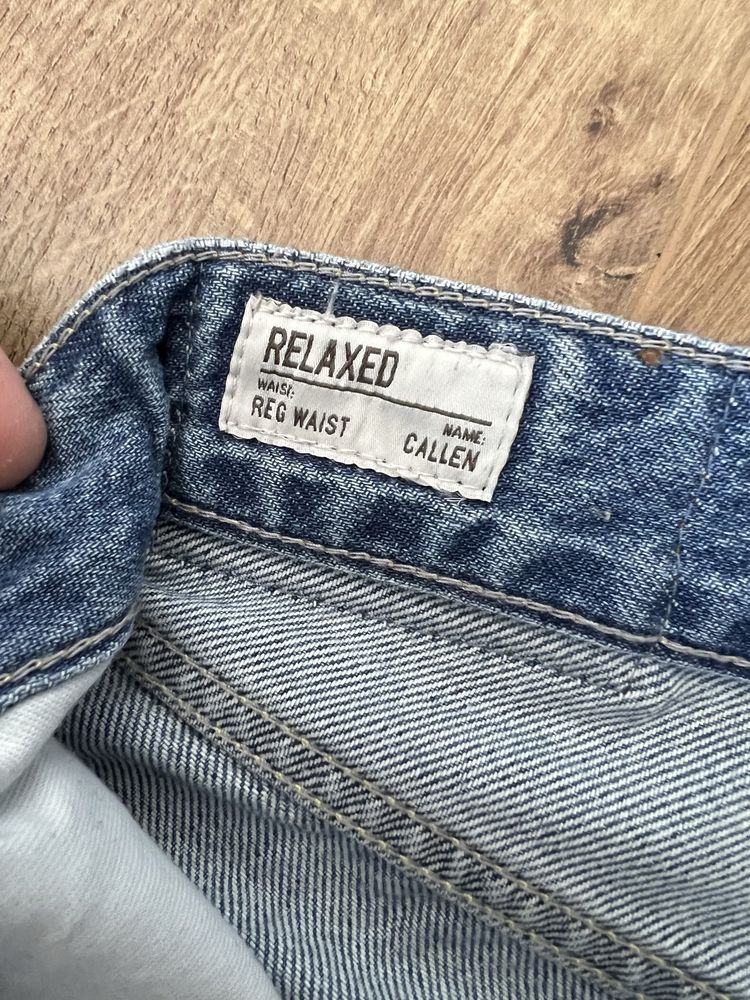 RELAXED
WAIST:
REG WAIST
NAME:
CALLEN